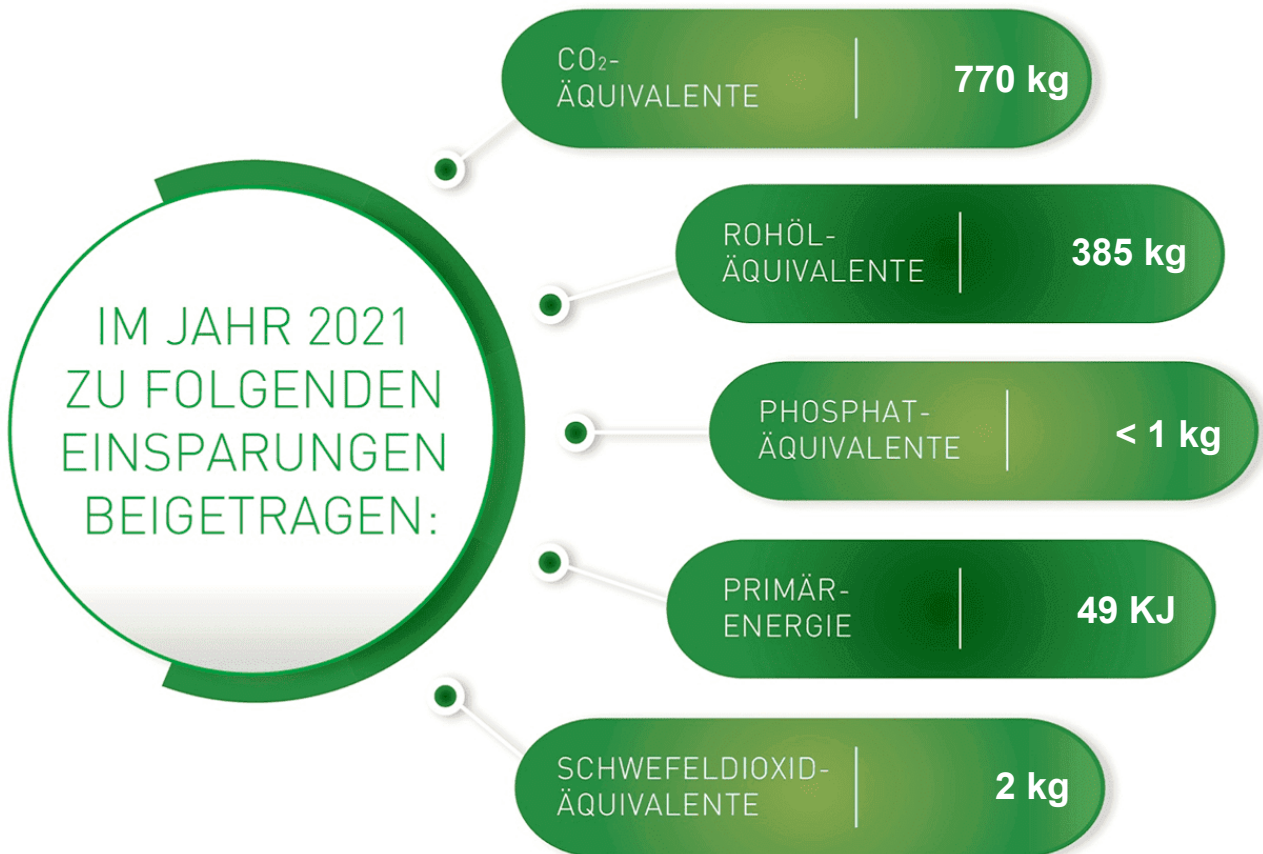 IM JAHR 2021
ZU FOLGENDEN
EINSPARUNGEN
BEIGETRAGEN:
CO₂-
ÄQUIVALENTE
770 kg
ROHÖL-
ÄQUIVALENTE
385 kg
PHOSPHAT-
ÄQUIVALENTE
< 1 kg
PRIMÄR-
ENERGIE
49 KJ
SCHWEFELDIOXID-
ÄQUIVALENTE
2 kg